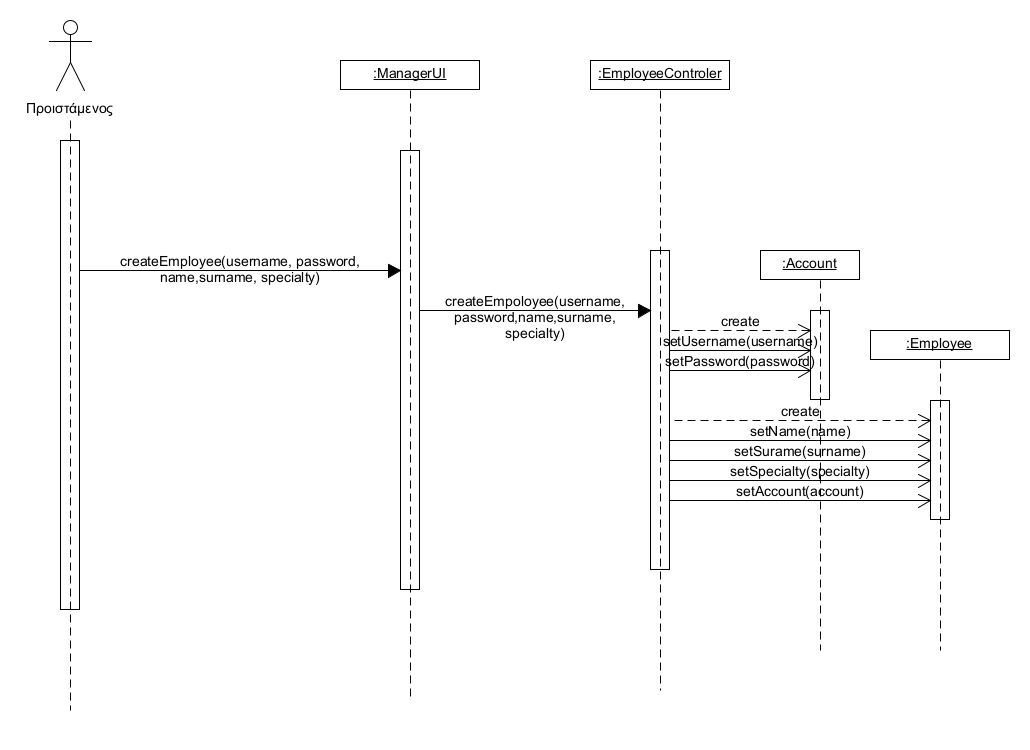 Προιστάμενος
:ManagerUI
:EmployeeControler
createEmployee(username, password,
name,surname, specialty)
createEmpoloyee(username,
password,name,surname,
specialty)
:Account
create
setUsername(username)
setPassword(password)
:Employee
create
setName(name)
setSurame(surname)
setSpecialty(specialty)
setAccount(account)